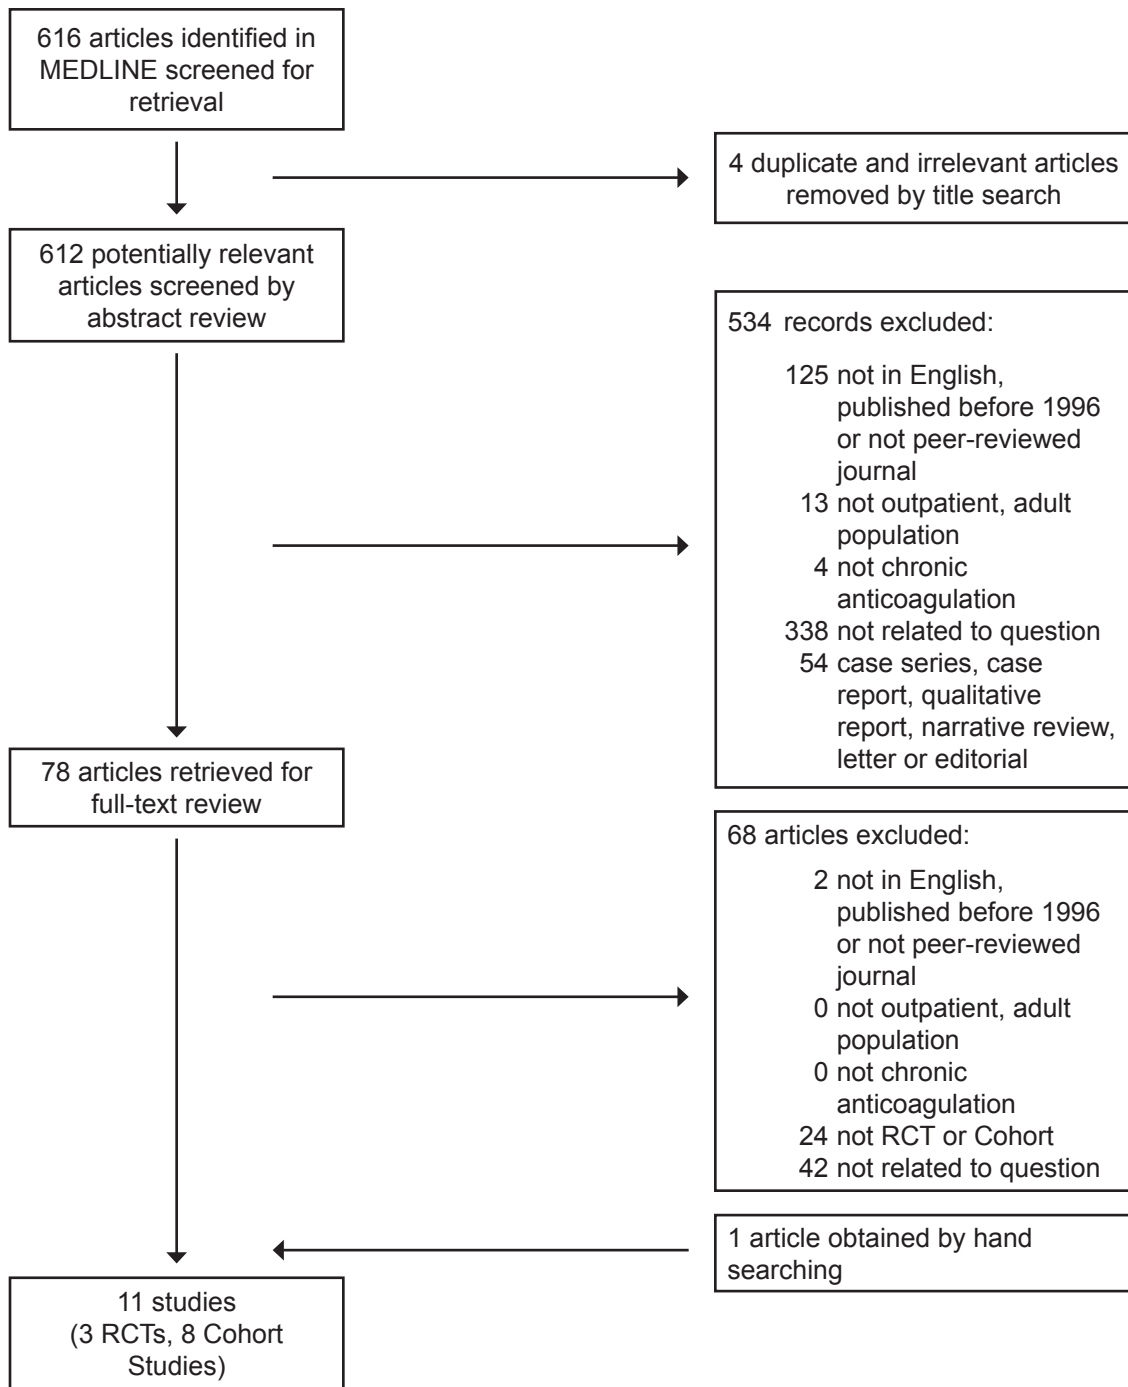 616 articles identified in
MEDLINE screened for
retrieval
4 duplicate and irrelevant articles
removed by title search
612 potentially relevant
articles screened by
abstract review
534 records excluded:
125 not in English,
published before 1996
or not peer-reviewed
journal
13 not outpatient, adult
population
4 not chronic
anticoagulation
338 not related to question
54 case series, case
report, qualitative
report, narrative review,
letter or editorial
78 articles retrieved for
full-text review
68 articles excluded:
2 not in English,
published before 1996
or not peer-reviewed
journal
0 not outpatient, adult
population
0 not chronic
anticoagulation
24 not RCT or Cohort
42 not related to question
1 article obtained by hand
searching
11 studies
(3 RCTs, 8 Cohort
Studies)